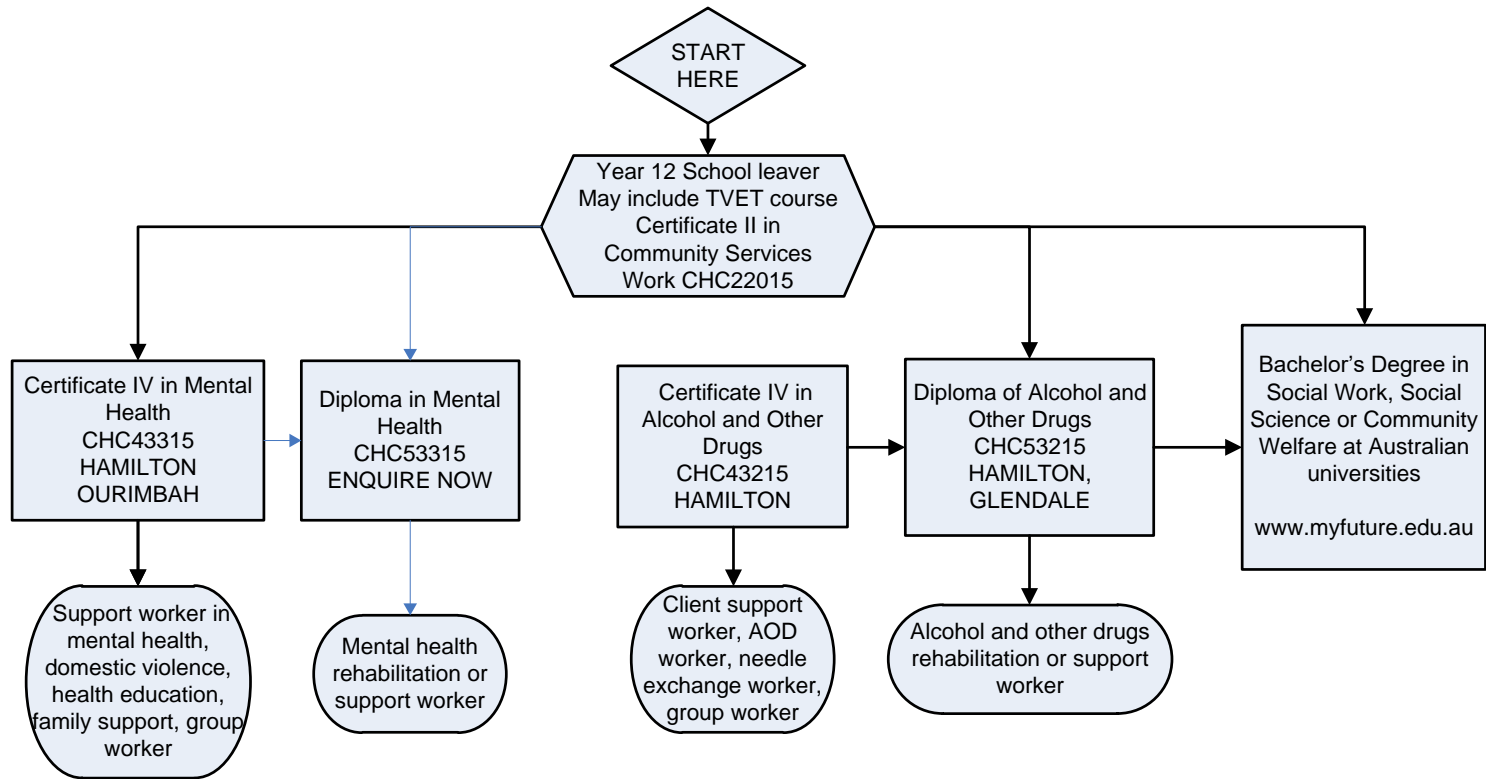 START
HERE
Year 12 School leaver
May include TVET course
Certificate II in
Community Services
Work CHC22015
Certificate IV in Mental
Health
CHC43315
HAMILTON
OURIMBAH
Diploma in Mental
Health
CHC53315
ENQUIRE NOW
Certificate IV in
Alcohol and Other
Drugs
CHC43215
HAMILTON
Diploma of Alcohol and
Other Drugs
CHC53215
HAMILTON,
GLENDALE
Bachelor’s Degree in
Social Work, Social
Science or Community
Welfare at Australian
universities
www.myfuture.edu.au
Support worker in
mental health,
domestic violence,
health education,
family support, group
worker
Mental health
rehabilitation or
support worker
Client support
worker, AOD
worker, needle
exchange worker,
group worker
Alcohol and other drugs
rehabilitation or support
worker